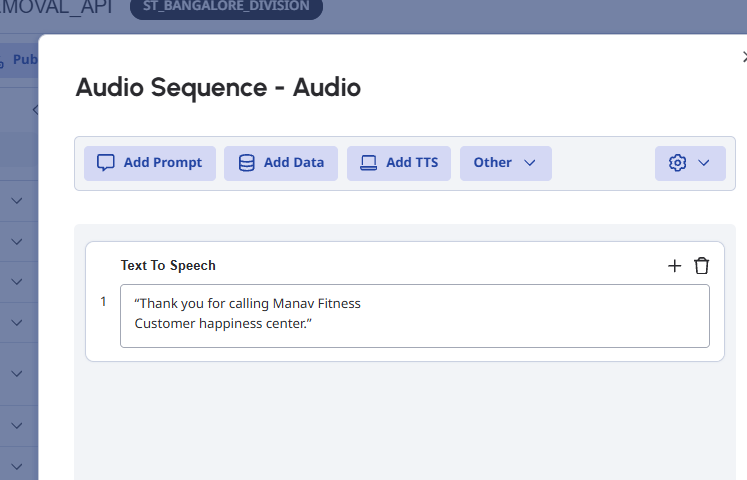 MOVAL_API
ST_BANGALORE_DIVISION
Pub
Audio Sequence - Audio
Add Prompt
Add Data
Add TTS
Other
Text To Speech
1
“Thank you for calling Manav Fitness
Customer happiness center.”